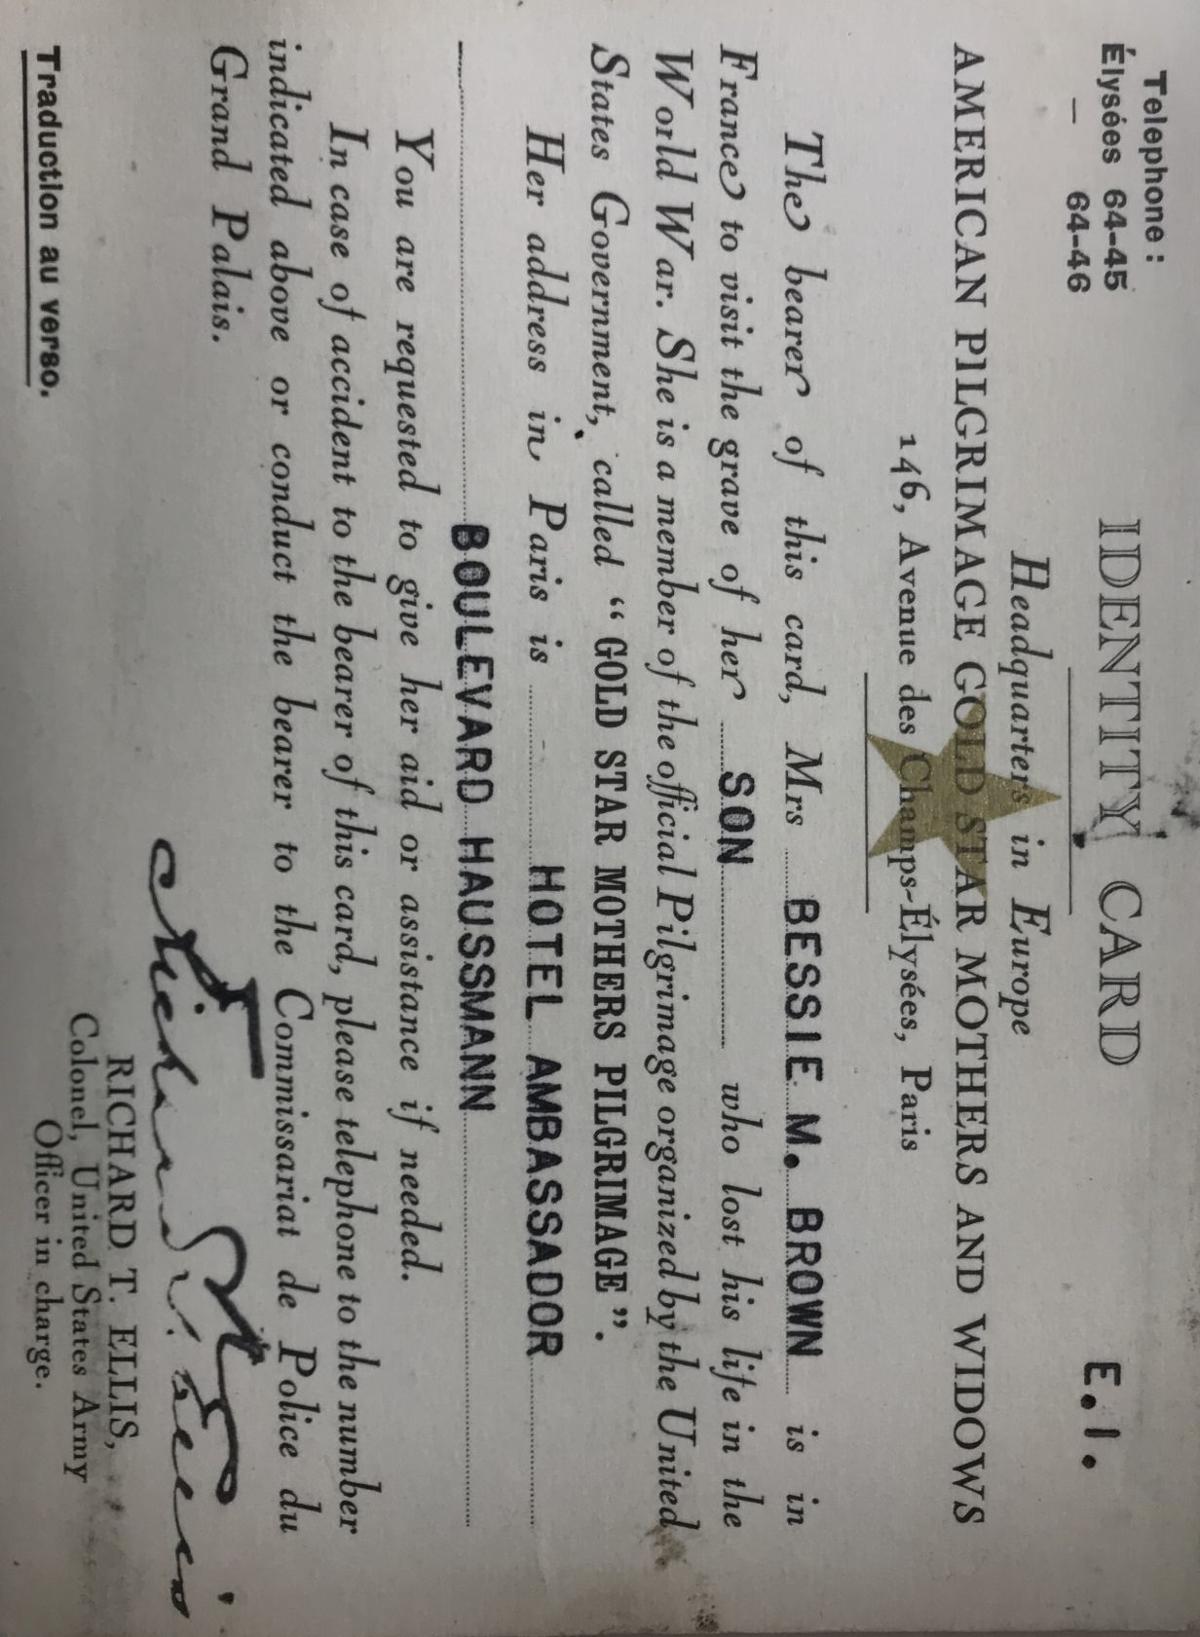 Telephone :
Élysées 64-45
— 64-46
IDENTITY CARD
E. I.
Headquarters in Europe
AMERICAN PILGRIMAGE GOLD STAR MOTHERS AND WIDOWS
146, Avenue des Champs-Élysées, Paris
The bearer of this card, Mrs BESSIE M. BROWN is in
France to visit the grave of her SON who lost his life in the
World War. She is a member of the official Pilgrimage organized by the United
States Government, called “ GOLD STAR MOTHERS PILGRIMAGE ”.
Her address in Paris is HOTEL AMBASSADOR
BOULEVARD HAUSSMANN
You are requested to give her aid or assistance if needed.
In case of accident to the bearer of this card, please telephone to the number
indicated above or conduct the bearer to the Commissariat de Police du
Grand Palais.
Richard T. Ellis
RICHARD T. ELLIS,
Colonel, United States Army
Officer in charge.
Traduction au verso.